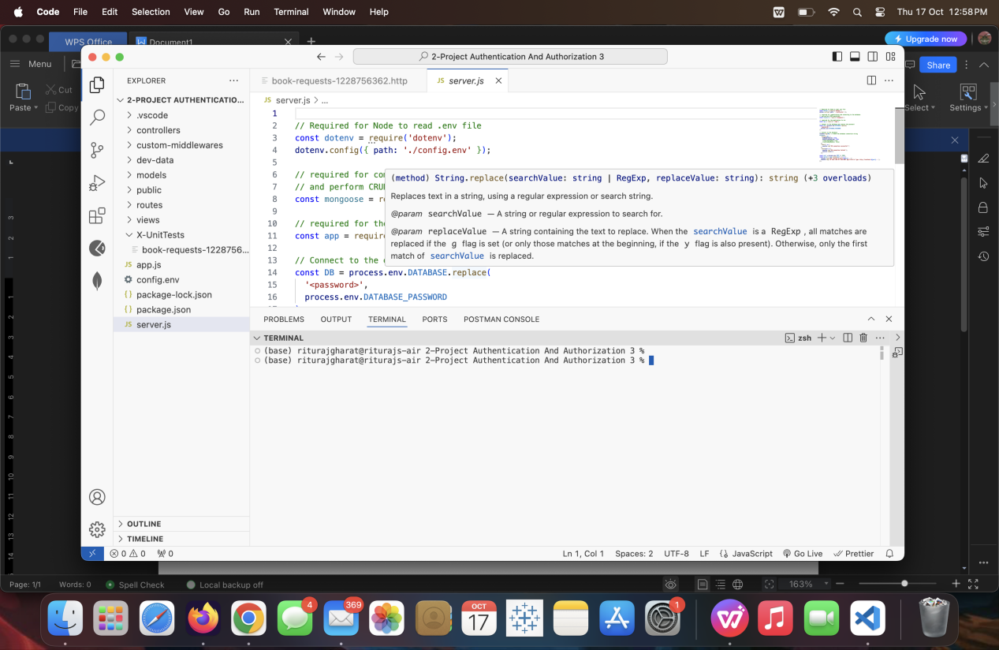 Code File Edit Selection View Go Run Terminal Window Help
Thu 17 Oct 12:58 PM
WPS Office Document1
Upgrade now
Menu
Share
Paste Cut
Copy
Select Settings
2-Project Authentication And Authorization 3
EXPLORER
2-PROJECT AUTHENTICATIO...
.vscode
controllers
custom-middlewares
dev-data
models
public
routes
views
X-UnitTests
book-requests-1228756...
JS app.js
config.env
{} package-lock.json
{} package.json
JS server.js
OUTLINE
TIMELINE
book-requests-1228756362.http
JS server.js
JS server.js > ...
1
2 // Required for Node to read .env file
3 const dotenv = require('dotenv');
4 dotenv.config({ path: './config.env' });
5
6 // required for con
7 // and perform CRU
8 const mongoose = re
9
10 // required for the
11 const app = require
12
13 // Connect to the
14 const DB = process.env.DATABASE.replace(
15 '<password>',
16 process.env.DATABASE_PASSWORD
(method) String.replace(searchValue: string | RegExp, replaceValue: string): string (+3 overloads)
Replaces text in a string, using a regular expression or search string.
@param searchValue — A string or regular expression to search for.
@param replaceValue — A string containing the text to replace. When the searchValue is a RegExp, all matches are
replaced if the g flag is set (or only those matches at the beginning, if the y flag is also present). Otherwise, only the first
match of searchValue is replaced.
PROBLEMS OUTPUT TERMINAL PORTS POSTMAN CONSOLE
TERMINAL
zsh
(base) riturajgharat@riturajs-air 2-Project Authentication And Authorization 3 %
(base) riturajgharat@riturajs-air 2-Project Authentication And Authorization 3 %
0 0 0
Ln 1, Col 1 Spaces: 2 UTF-8 LF {} JavaScript Go Live Prettier
Page: 1/1 Words: 0 Spell Check Local backup off
163%
4
369
OCT
17
1